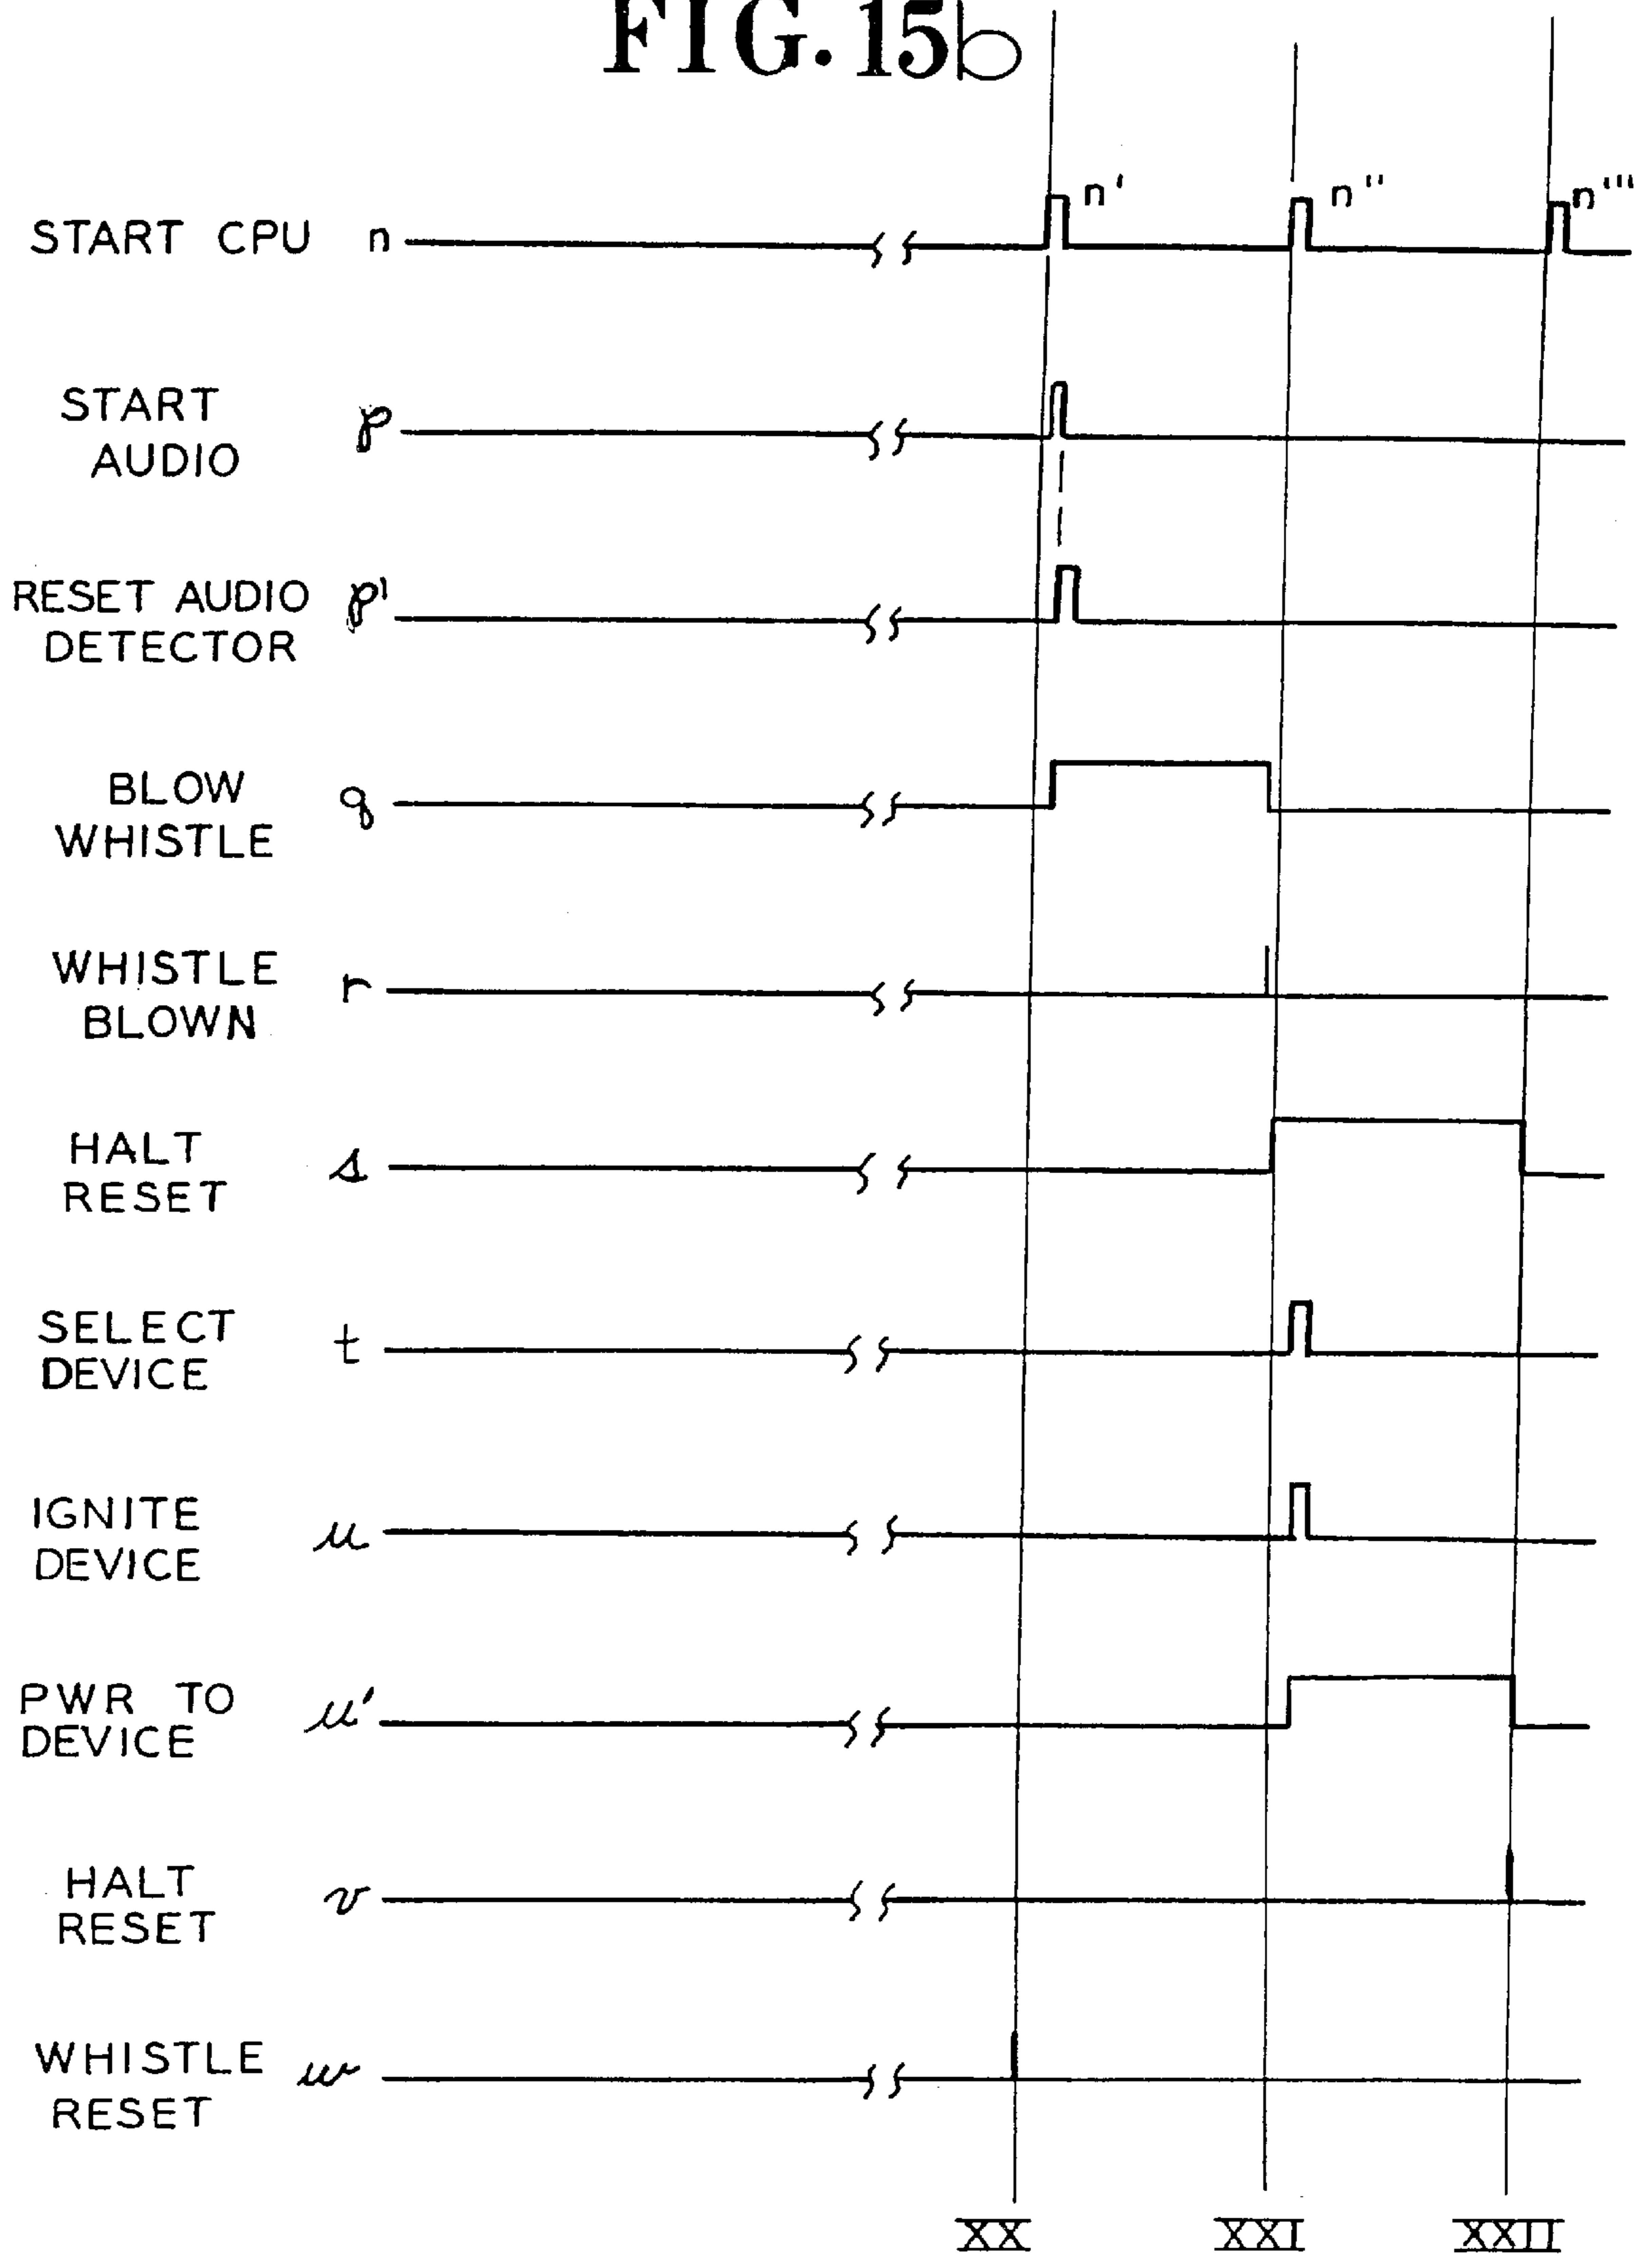 FIG. 15b
n' n'' n'''
START CPU n
START p
AUDIO
RESET AUDIO p'
DETECTOR
BLOW q
WHISTLE
WHISTLE r
BLOWN
HALT s
RESET
SELECT t
DEVICE
IGNITE u
DEVICE
PWR TO u'
DEVICE
HALT v
RESET
WHISTLE w
RESET
XX XXI XXII